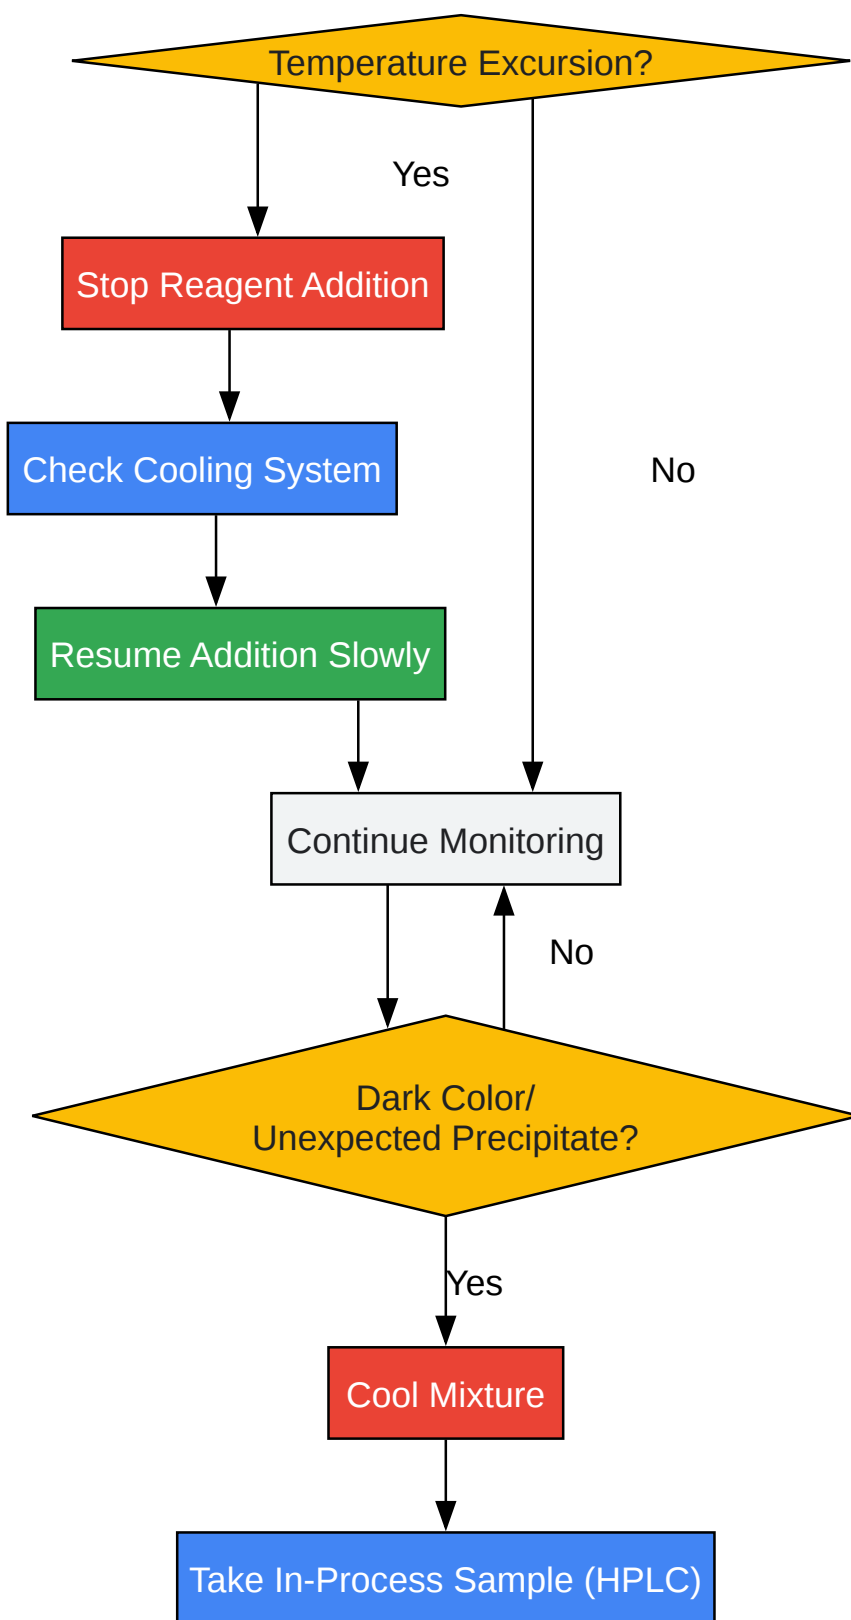 Temperature Excursion?
Yes
Stop Reagent Addition
Check Cooling System
No
Resume Addition Slowly
Continue Monitoring
No
Dark Color/
Unexpected Precipitate?
Yes
Cool Mixture
Take In-Process Sample (HPLC)